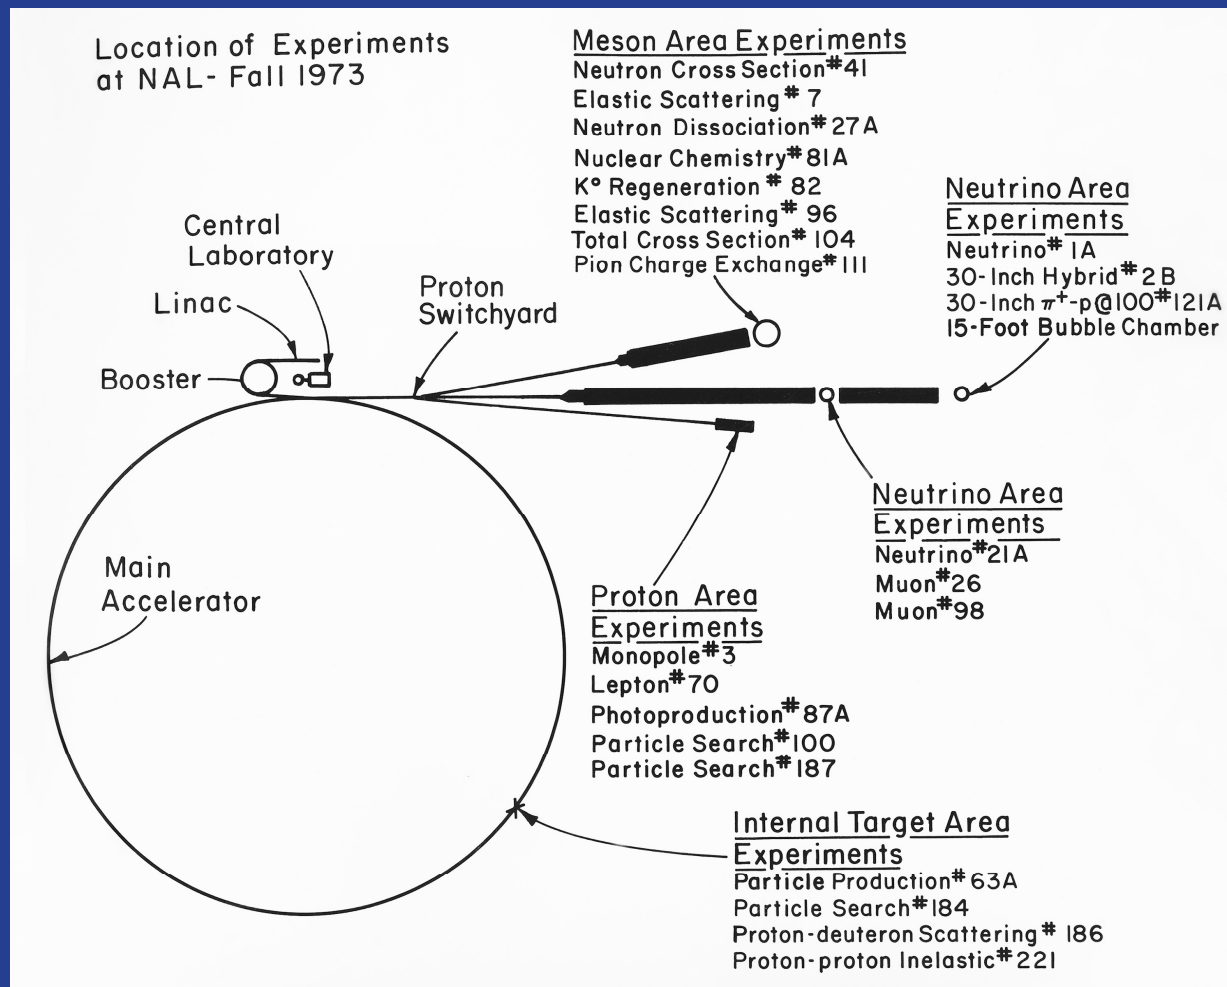 Location of Experiments
at NAL- Fall 1973
Meson Area Experiments
Neutron Cross Section #41
Elastic Scattering # 7
Neutron Dissociation # 27A
Nuclear Chemistry # 81A
K° Regeneration # 82
Elastic Scattering # 96
Total Cross Section # 104
Pion Charge Exchange # 111
Neutrino Area
Experiments
Neutrino # 1A
30-Inch Hybrid # 2B
30-Inch π⁺-p@100 # 121A
15-Foot Bubble Chamber
Central
Laboratory
Linac
Booster
Proton
Switchyard
Main
Accelerator
Neutrino Area
Experiments
Neutrino #21A
Muon #26
Muon #98
Proton Area
Experiments
Monopole #3
Lepton #70
Photoproduction # 87A
Particle Search #100
Particle Search # 187
Internal Target Area
Experiments
Particle Production # 63A
Particle Search #184
Proton-deuteron Scattering # 186
Proton-proton Inelastic #221